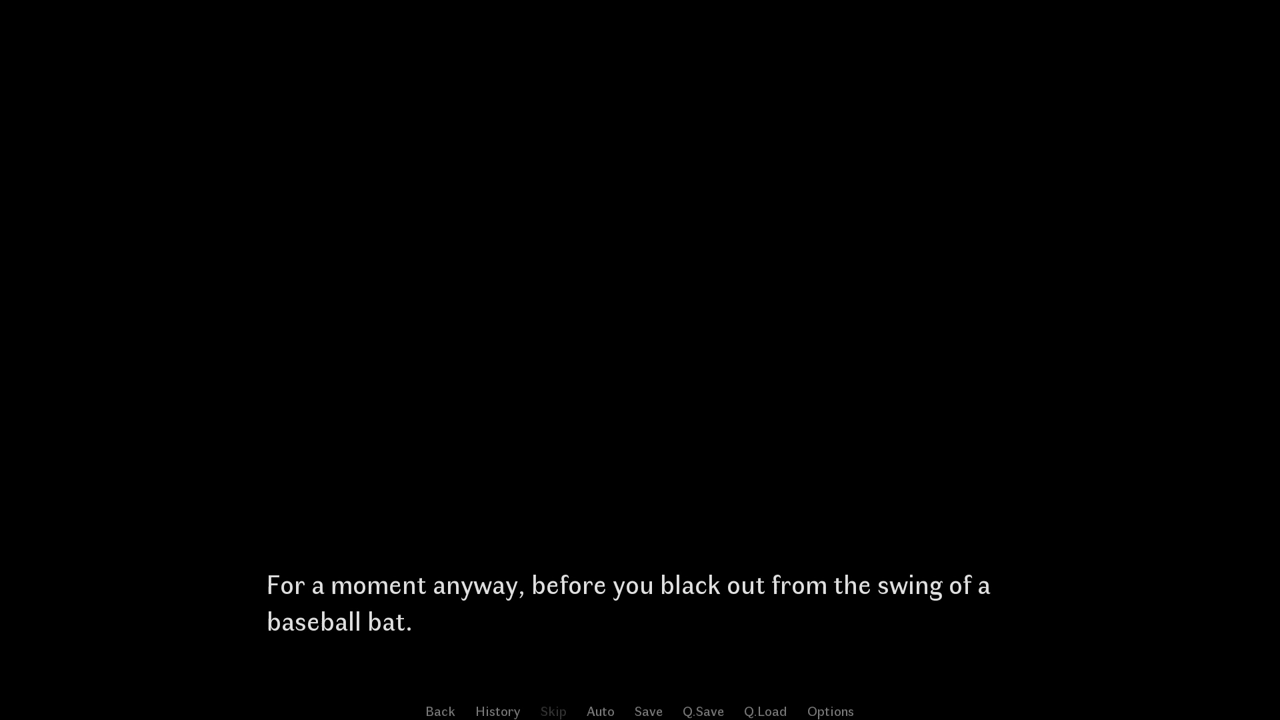 For a moment anyway, before you black out from the swing of a
baseball bat.
Back History Skip Auto Save Q.Save Q.Load Options